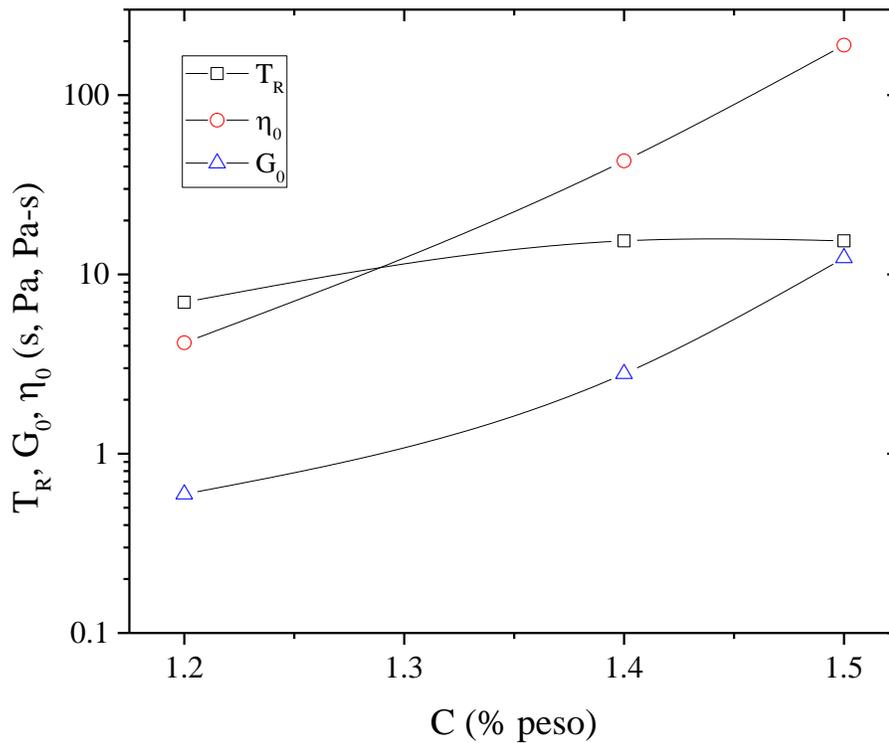 T_R
η_0
G_0
100
10
1
0.1
T_R, G_0, η_0 (s, Pa, Pa-s)
1.2
1.3
1.4
1.5
C (% peso)